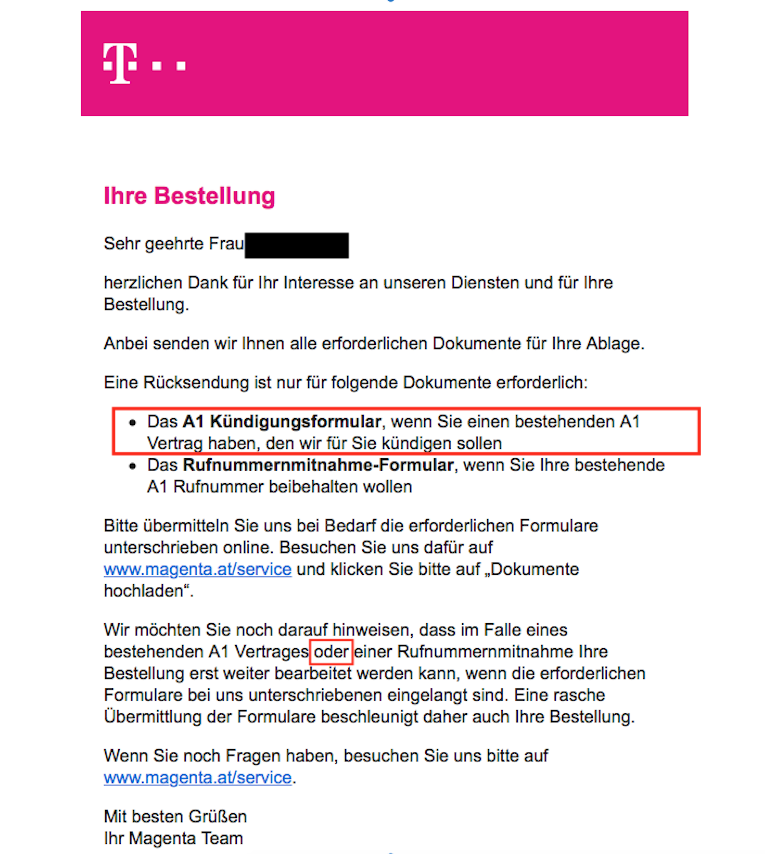 T
Ihre Bestellung
Sehr geehrte Frau
herzlichen Dank für Ihr Interesse an unseren Diensten und für Ihre
Bestellung.
Anbei senden wir Ihnen alle erforderlichen Dokumente für Ihre Ablage.
Eine Rücksendung ist nur für folgende Dokumente erforderlich:
• Das A1 Kündigungsformular, wenn Sie einen bestehenden A1
Vertrag haben, den wir für Sie kündigen sollen
• Das Rufnummernmitnahme-Formular, wenn Sie Ihre bestehende
A1 Rufnummer beibehalten wollen
Bitte übermitteln Sie uns bei Bedarf die erforderlichen Formulare
unterschrieben online. Besuchen Sie uns dafür auf
www.magenta.at/service und klicken Sie bitte auf „Dokumente
hochladen“.
Wir möchten Sie noch darauf hinweisen, dass im Falle eines
bestehenden A1 Vertrages oder einer Rufnummernmitnahme Ihre
Bestellung erst weiter bearbeitet werden kann, wenn die erforderlichen
Formulare bei uns unterschriebenen eingelangt sind. Eine rasche
Übermittlung der Formulare beschleunigt daher auch Ihre Bestellung.
Wenn Sie noch Fragen haben, besuchen Sie uns bitte auf
www.magenta.at/service.
Mit besten Grüßen
Ihr Magenta Team